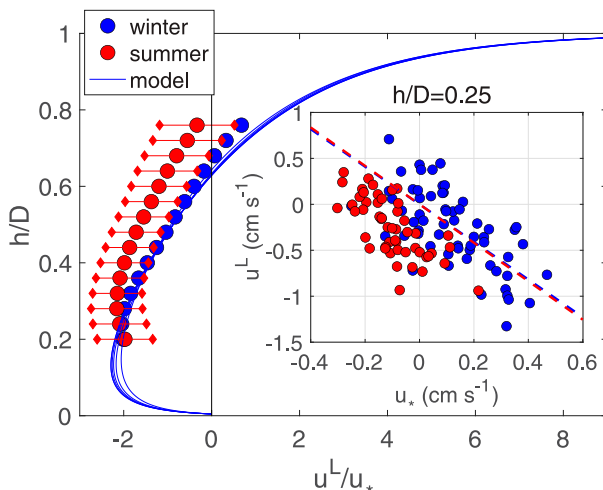 winter
summer
model
1
0.8
0.6
0.4
0.2
0
h/D
-2 0 2 4 6 8
u^L/u_*
h/D=0.25
1
0.5
0
-0.5
-1
-1.5
u^L (cm s^-1)
-0.4 -0.2 0 0.2 0.4 0.6
u_* (cm s^-1)